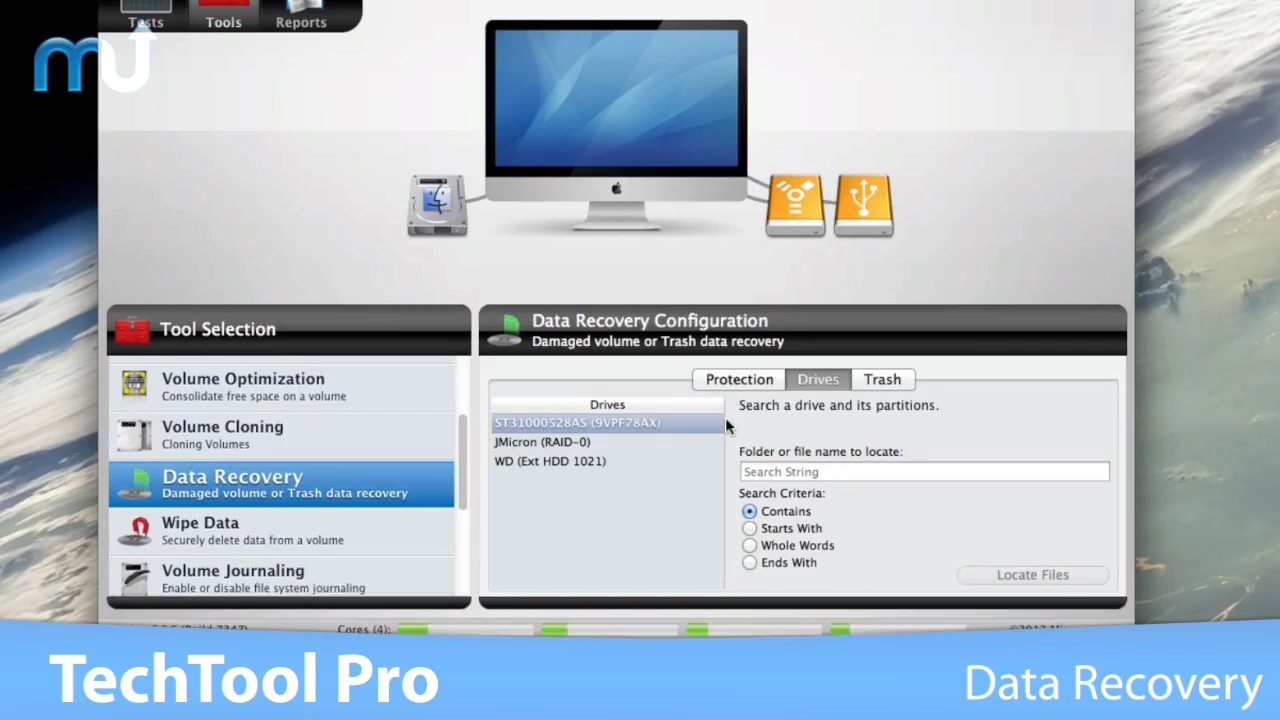 Tests
Tools
Reports
mu
Tool Selection
Volume Optimization
Consolidate free space on a volume
Volume Cloning
Cloning Volumes
Data Recovery
Damaged volume or Trash data recovery
Wipe Data
Securely delete data from a volume
Volume Journaling
Enable or disable file system journaling
Data Recovery Configuration
Damaged volume or Trash data recovery
Protection
Drives
Trash
Drives
ST31000528AS (9VPF78AX)
JMicron (RAID-0)
WD (Ext HDD 1021)
Search a drive and its partitions.
Folder or file name to locate:
Search String
Search Criteria:
Contains
Starts With
Whole Words
Ends With
Locate Files
Cores (4):
TechTool Pro
Data Recovery